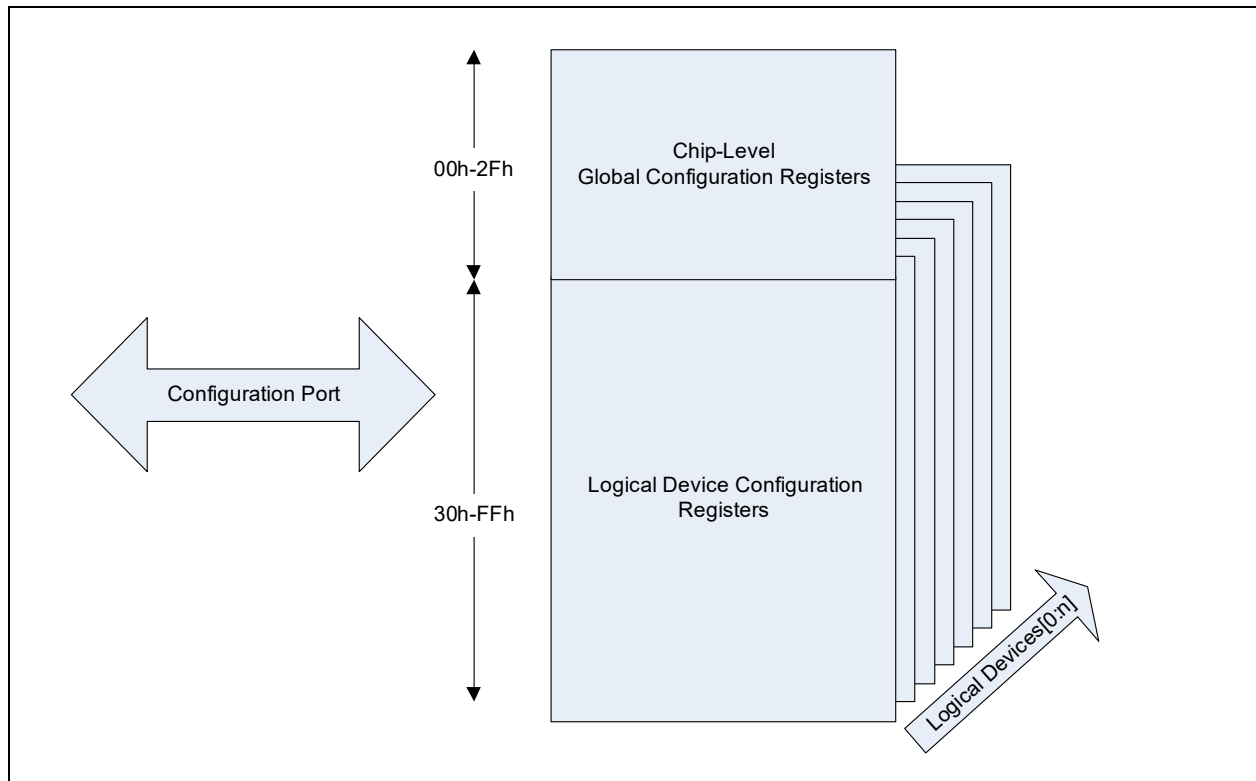 Chip-Level
Global Configuration Registers
00h-2Fh
Configuration Port
Logical Device Configuration
Registers
30h-FFh
Logical Devices[0:n]